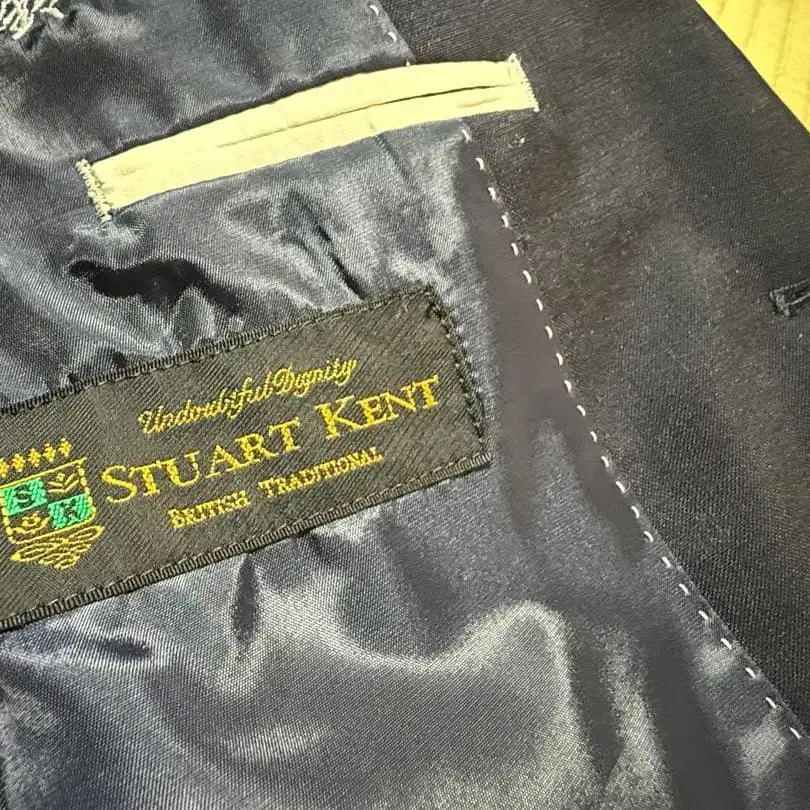 Undoubtful Dignity
STUART KENT
BRITISH TRADITIONAL
S
K